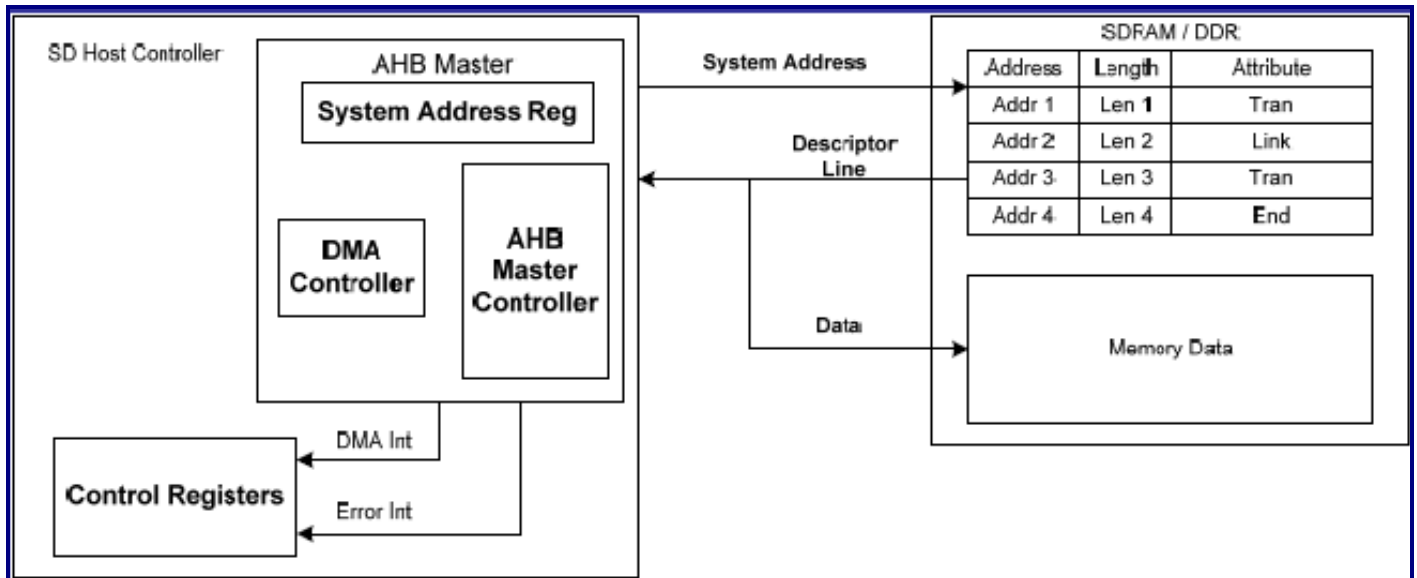 SD Host Controller
AHB Master
System Address Reg
DMA
Controller
AHB
Master
Controller
DMA Int
Error Int
Control Registers
System Address
Descriptor
Line
Data
SDRAM / DDR
Address Length Attribute
Addr 1 Len 1 Tran
Addr 2 Len 2 Link
Addr 3 Len 3 Tran
Addr 4 Len 4 End
Memory Data